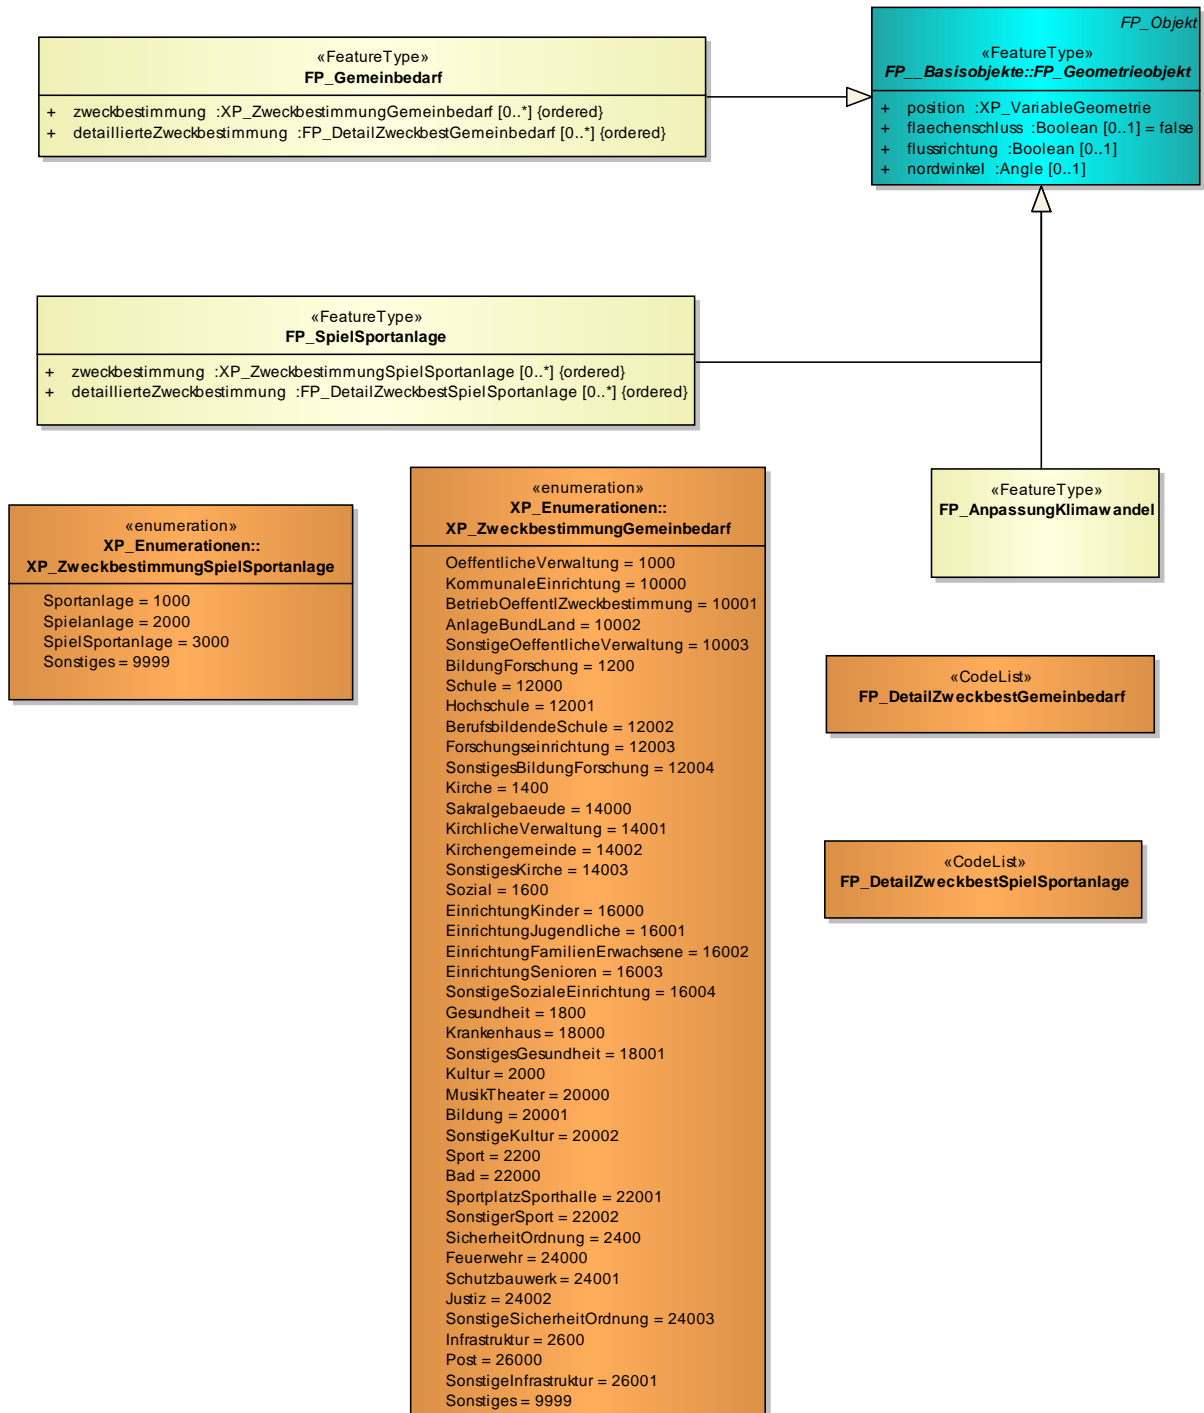 «FeatureType»
FP_Gemeinbedarf
+ zweckbestimmung :XP_ZweckbestimmungGemeinbedarf [0..*] {ordered}
+ detaillierteZweckbestimmung :FP_DetailZweckbestGemeinbedarf [0..*] {ordered}
FP_Objekt
«FeatureType»
FP__Basisobjekte::FP_Geometrieobjekt
+ position :XP_VariableGeometrie
+ flaechenschluss :Boolean [0..1] = false
+ flussrichtung :Boolean [0..1]
+ nordwinkel :Angle [0..1]
«FeatureType»
FP_SpielSportanlage
+ zweckbestimmung :XP_ZweckbestimmungSpielSportanlage [0..*] {ordered}
+ detaillierteZweckbestimmung :FP_DetailZweckbestSpielSportanlage [0..*] {ordered}
«enumeration»
XP_Enumerationen::
XP_ZweckbestimmungSpielSportanlage
Sportanlage = 1000
Spielanlage = 2000
SpielSportanlage = 3000
Sonstiges = 9999
«enumeration»
XP_Enumerationen::
XP_ZweckbestimmungGemeinbedarf
OeffentlicheVerwaltung = 1000
KommunaleEinrichtung = 10000
BetriebOeffentlZweckbestimmung = 10001
AnlageBundLand = 10002
SonstigeOeffentlicheVerwaltung = 10003
BildungForschung = 1200
Schule = 12000
Hochschule = 12001
BerufsbildendeSchule = 12002
Forschungseinrichtung = 12003
SonstigesBildungForschung = 12004
Kirche = 1400
Sakralgebaeude = 14000
KirchlicheVerwaltung = 14001
Kirchengemeinde = 14002
SonstigesKirche = 14003
Sozial = 1600
EinrichtungKinder = 16000
EinrichtungJugendliche = 16001
EinrichtungFamilienErwachsene = 16002
EinrichtungSenioren = 16003
SonstigeSozialeEinrichtung = 16004
Gesundheit = 1800
Krankenhaus = 18000
SonstigesGesundheit = 18001
Kultur = 2000
MusikTheater = 20000
Bildung = 20001
SonstigeKultur = 20002
Sport = 2200
Bad = 22000
SportplatzSporthalle = 22001
SonstigerSport = 22002
SicherheitOrdnung = 2400
Feuerwehr = 24000
Schutzbauwerk = 24001
Justiz = 24002
SonstigeSicherheitOrdnung = 24003
Infrastruktur = 2600
Post = 26000
SonstigeInfrastruktur = 26001
Sonstiges = 9999
«FeatureType»
FP_AnpassungKlimawandel
«CodeList»
FP_DetailZweckbestGemeinbedarf
«CodeList»
FP_DetailZweckbestSpielSportanlage